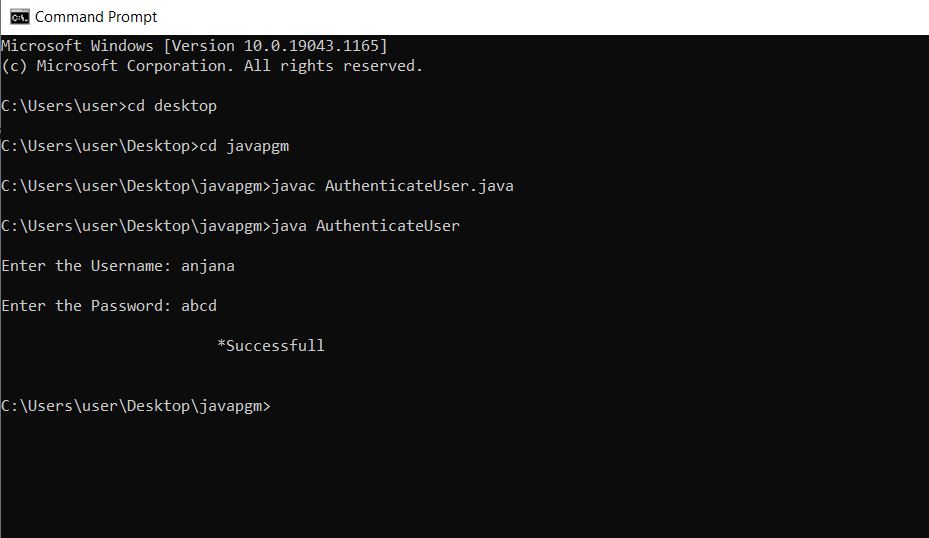 Command Prompt
Microsoft Windows [Version 10.0.19043.1165]
(c) Microsoft Corporation. All rights reserved.
C:\Users\user>cd desktop
C:\Users\user\Desktop>cd javapgm
C:\Users\user\Desktop\javapgm>javac AuthenticateUser.java
C:\Users\user\Desktop\javapgm>java AuthenticateUser
Enter the Username: anjana
Enter the Password: abcd
*Successfull
C:\Users\user\Desktop\javapgm>